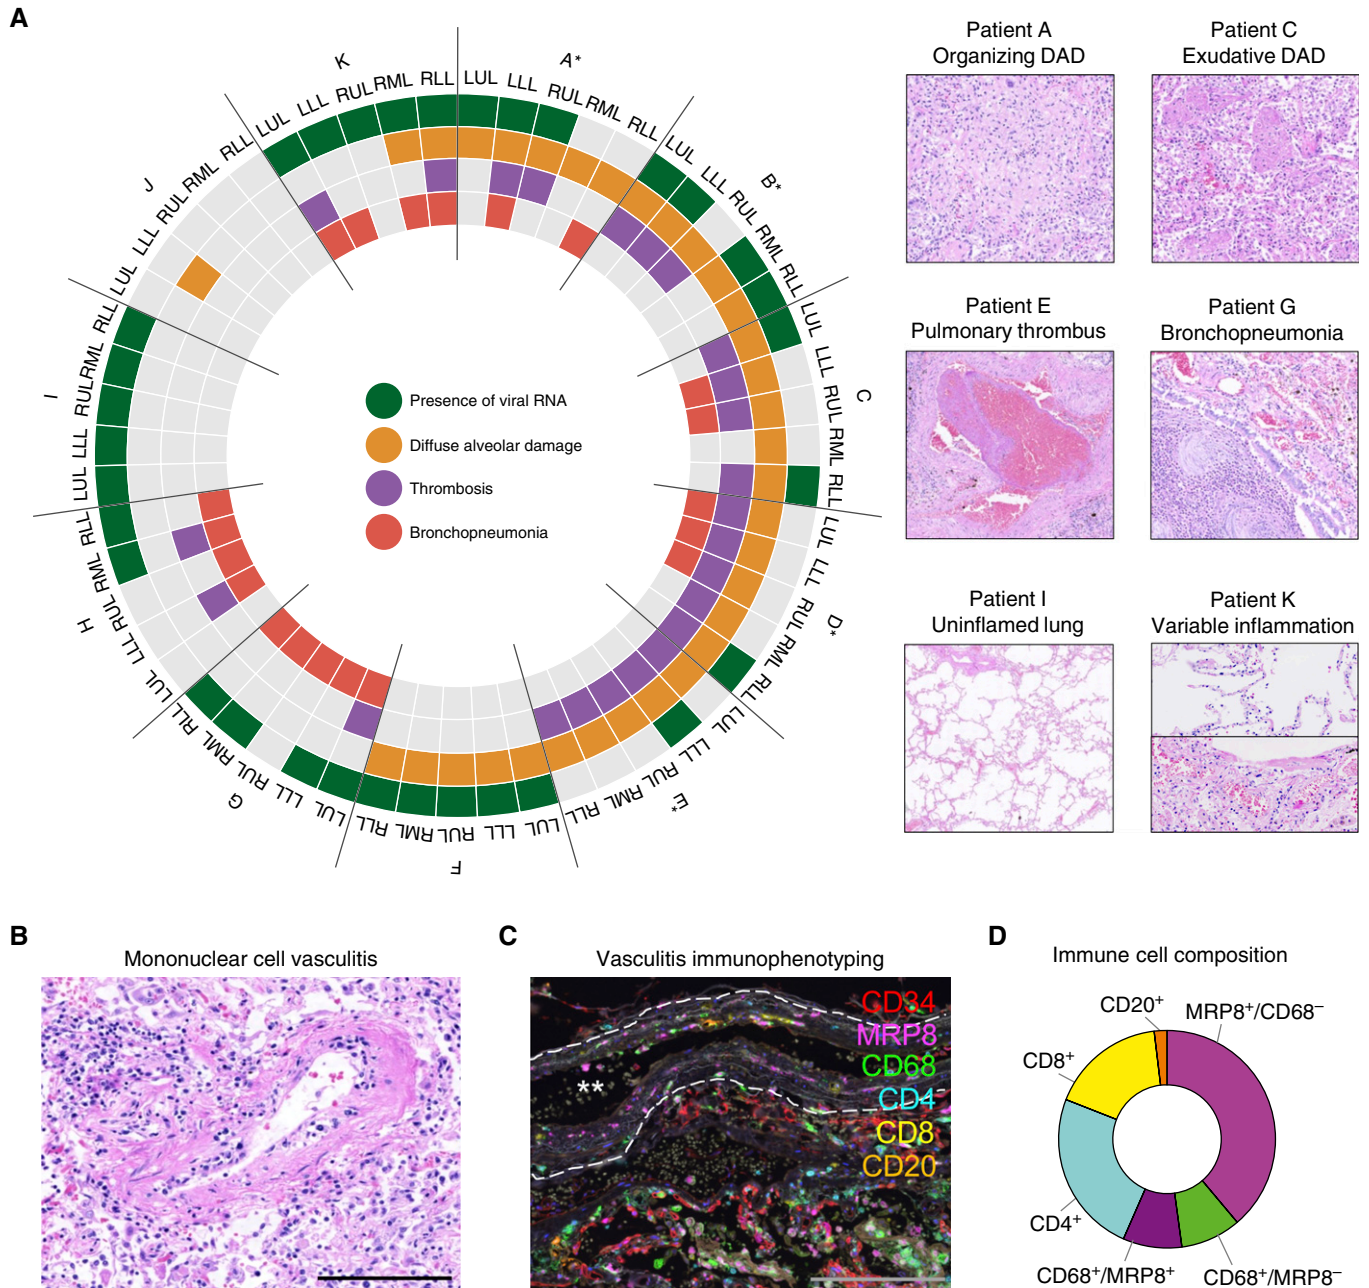 A
K
LUL
LLL
RUL
RML
RLL
A*
LUL
LLL
RUL
RML
RLL
B*
LUL
LLL
RUL
RML
RLL
C
LUL
LLL
RUL
RML
RLL
D*
LUL
LLL
RUL
RML
RLL
E*
LUL
LLL
RUL
RML
RLL
F
LUL
LLL
RUL
RML
RLL
G
LUL
LLL
RUL
RML
RLL
H
LUL
LLL
RUL
RML
RLL
I
LUL
LLL
RUL
RML
RLL
J
LUL
LLL
RUL
RML
RLL
Presence of viral RNA
Diffuse alveolar damage
Thrombosis
Bronchopneumonia
Patient A
Organizing DAD
Patient C
Exudative DAD
Patient E
Pulmonary thrombus
Patient G
Bronchopneumonia
Patient I
Uninflamed lung
Patient K
Variable inflammation
B
Mononuclear cell vasculitis
C
Vasculitis immunophenotyping
CD34
MRP8
CD68
CD4
CD8
CD20
**
D
Immune cell composition
CD20⁺
MRP8⁺/CD68⁻
CD8⁺
CD4⁺
CD68⁺/MRP8⁺
CD68⁺/MRP8⁻